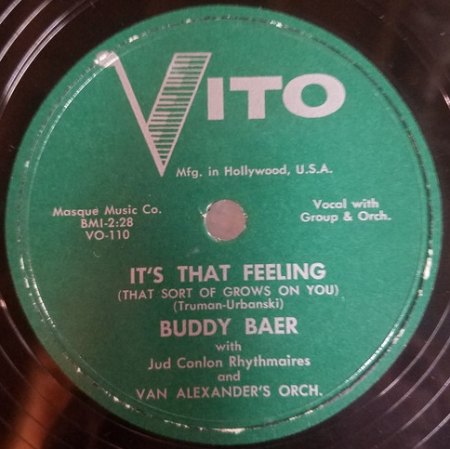 VITO
Mfg. in Hollywood, U.S.A.
Masque Music Co.
BMI-2:28
VO-110
Vocal with
Group & Orch.
IT'S THAT FEELING
(THAT SORT OF GROWS ON YOU)
(Truman-Urbanski)
BUDDY BAER
with
Jud Conlon Rhythmaires
and
VAN ALEXANDER'S ORCH.